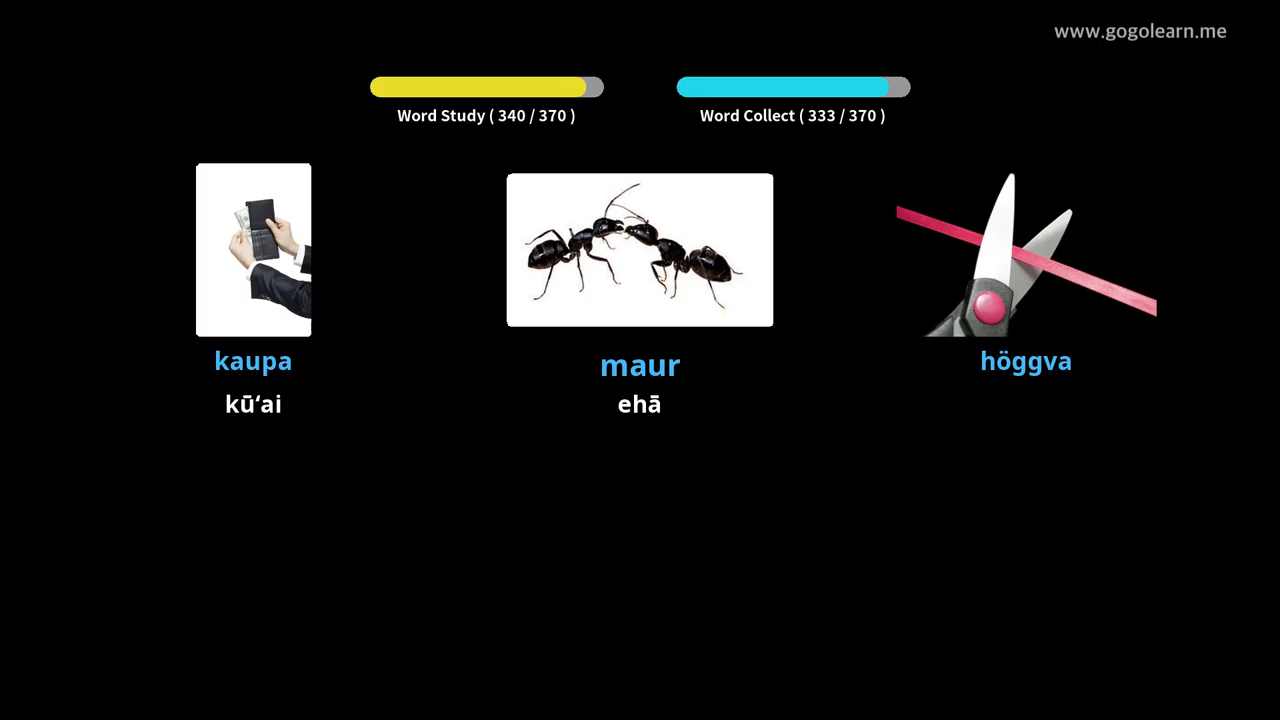 www.gogolearn.me
Word Study ( 340 / 370 )
Word Collect ( 333 / 370 )
kaupa
maur
höggva
kūʻai
ehā